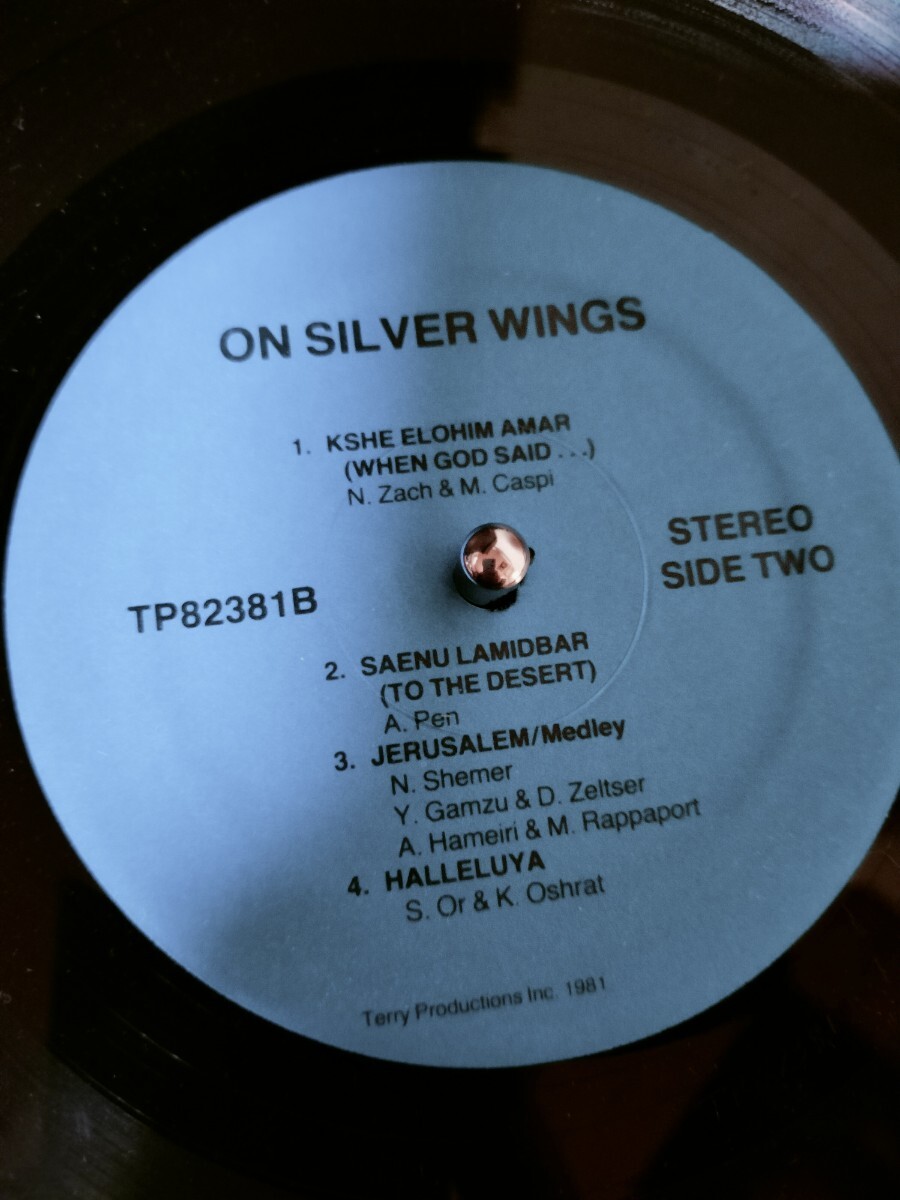 ON SILVER WINGS
1. KSHE ELOHIM AMAR
(WHEN GOD SAID . . .)
N. Zach & M. Caspi
STEREO
SIDE TWO
TP82381B
2. SAENU LAMIDBAR
(TO THE DESERT)
A. Pen
3. JERUSALEM/Medley
N. Shemer
Y. Gamzu & D. Zeltser
A. Hameiri & M. Rappaport
4. HALLELUYA
S. Or & K. Oshrat
Terry Productions Inc. 1981